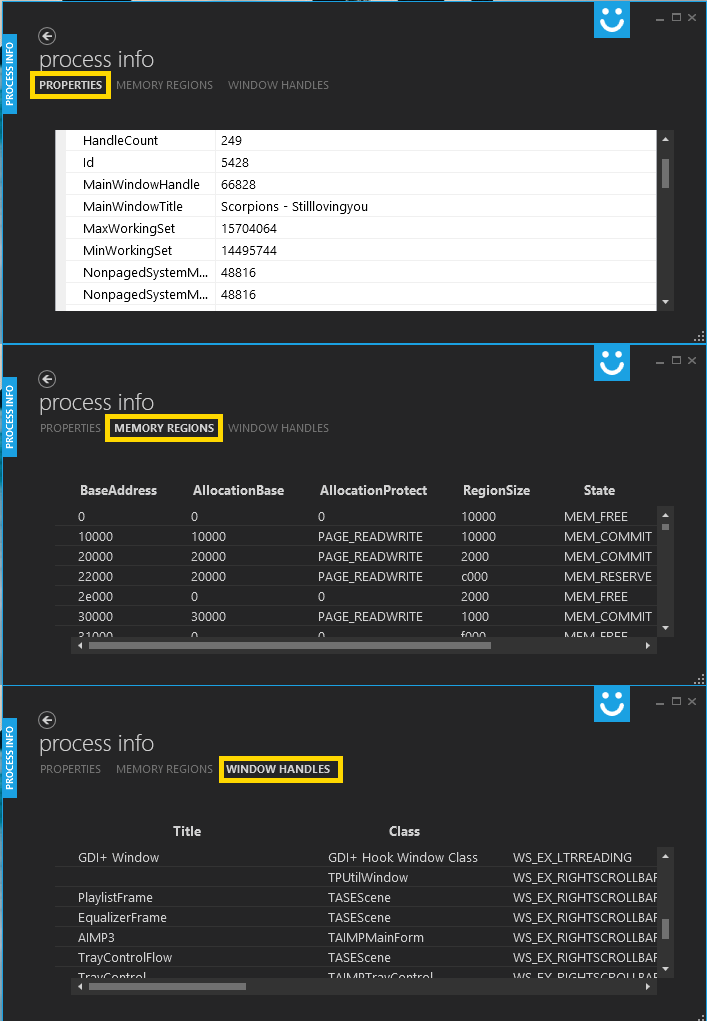 PROCESS INFO
process info
PROPERTIES MEMORY REGIONS WINDOW HANDLES
HandleCount 249
Id 5428
MainWindowHandle 66828
MainWindowTitle Scorpions - Stilllovingyou
MaxWorkingSet 15704064
MinWorkingSet 14495744
NonpagedSystemM... 48816
NonpagedSystemM... 48816
PROCESS INFO
process info
PROPERTIES MEMORY REGIONS WINDOW HANDLES
BaseAddress AllocationBase AllocationProtect RegionSize State
0 0 0 10000 MEM_FREE
10000 10000 PAGE_READWRITE 10000 MEM_COMMIT
20000 20000 PAGE_READWRITE 2000 MEM_COMMIT
22000 20000 PAGE_READWRITE c000 MEM_RESERVE
2e000 0 0 2000 MEM_FREE
30000 30000 PAGE_READWRITE 1000 MEM_COMMIT
31000 0 0 f000 MEM_FREE
PROCESS INFO
process info
PROPERTIES MEMORY REGIONS WINDOW HANDLES
Title Class
GDI+ Window GDI+ Hook Window Class WS_EX_LTRREADING
TPUtilWindow WS_EX_RIGHTSCROLLBAR
PlaylistFrame TASEScene WS_EX_RIGHTSCROLLBAR
EqualizerFrame TASEScene WS_EX_RIGHTSCROLLBAR
AIMP3 TAIMPMainForm WS_EX_RIGHTSCROLLBAR
TrayControlFlow TASEScene WS_EX_RIGHTSCROLLBAR
TrayControl TAIMPTrayControl WS_EX_RIGHTSCROLLBAR